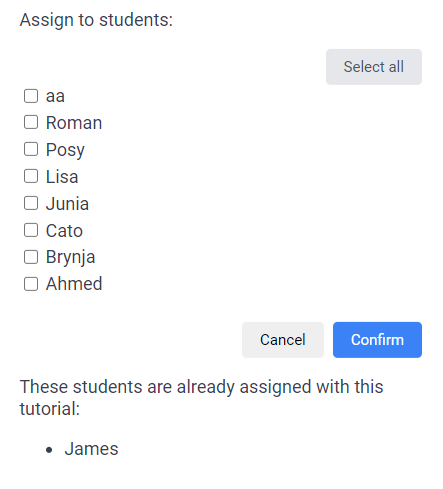 Assign to students:
Select all
aa
Roman
Posy
Lisa
Junia
Cato
Brynja
Ahmed
Cancel Confirm
These students are already assigned with this
tutorial:
James